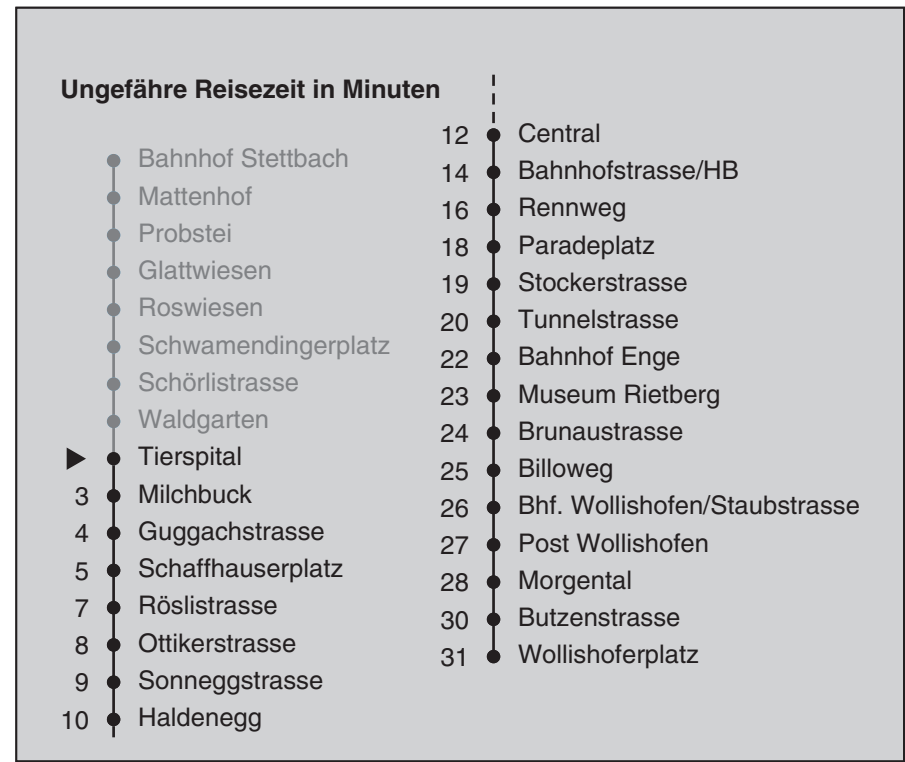 Ungefähre Reisezeit in Minuten
Bahnhof Stettbach
Mattenhof
Probstei
Glattwiesen
Roswiesen
Schwamendingerplatz
Schörlistrasse
Waldgarten
Tierspital
3 Milchbuck
4 Guggachstrasse
5 Schaffhauserplatz
7 Röslistrasse
8 Ottikerstrasse
9 Sonneggstrasse
10 Haldenegg
12 Central
14 Bahnhofstrasse/HB
16 Rennweg
18 Paradeplatz
19 Stockerstrasse
20 Tunnelstrasse
22 Bahnhof Enge
23 Museum Rietberg
24 Brunaustrasse
25 Billoweg
26 Bhf. Wollishofen/Staubstrasse
27 Post Wollishofen
28 Morgental
30 Butzenstrasse
31 Wollishoferplatz